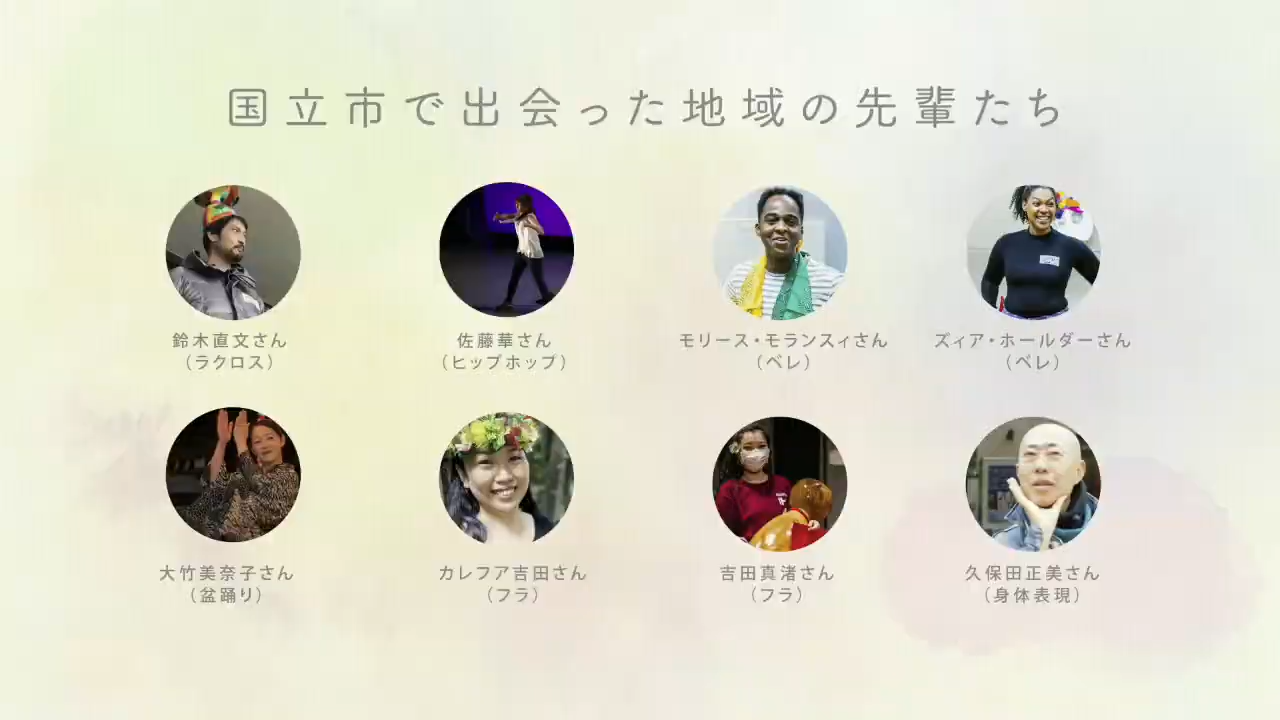 国立市で出会った地域の先輩たち
鈴木直文さん
（ラクロス）
佐藤華さん
（ヒップホップ）
モリース・モランスィさん
（ベレ）
ズィア・ホールダーさん
（ベレ）
大竹美奈子さん
（盆踊り）
カレフア吉田さん
（フラ）
吉田真渚さん
（フラ）
久保田正美さん
（身体表現）